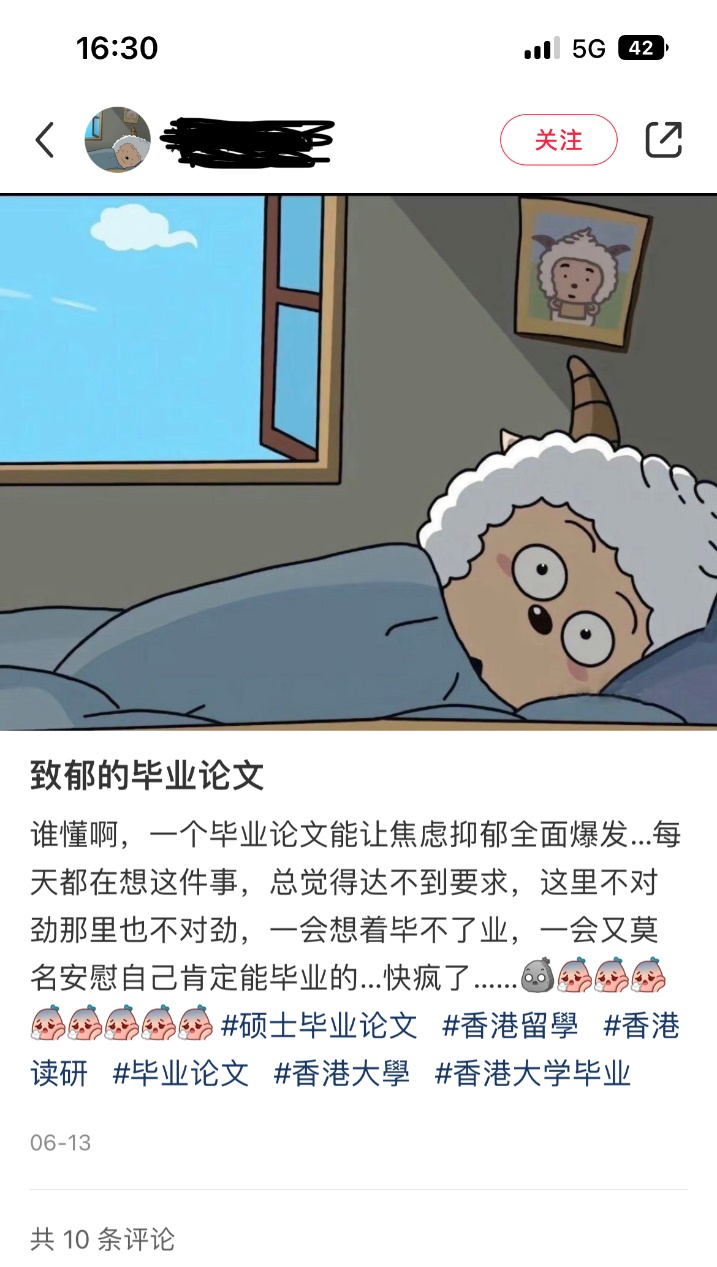 16:30
5G
42
关注
致郁的毕业论文
谁懂啊，一个毕业论文能让焦虑抑郁全面爆发...每
天都在想这件事，总觉得达不到要求，这里不对
劲那里也不对劲，一会想着毕不了业，一会又莫
名安慰自己肯定能毕业的...快疯了......
#硕士毕业论文 #香港留學 #香港
读研 #毕业论文 #香港大學 #香港大学毕业
06-13
共 10 条评论